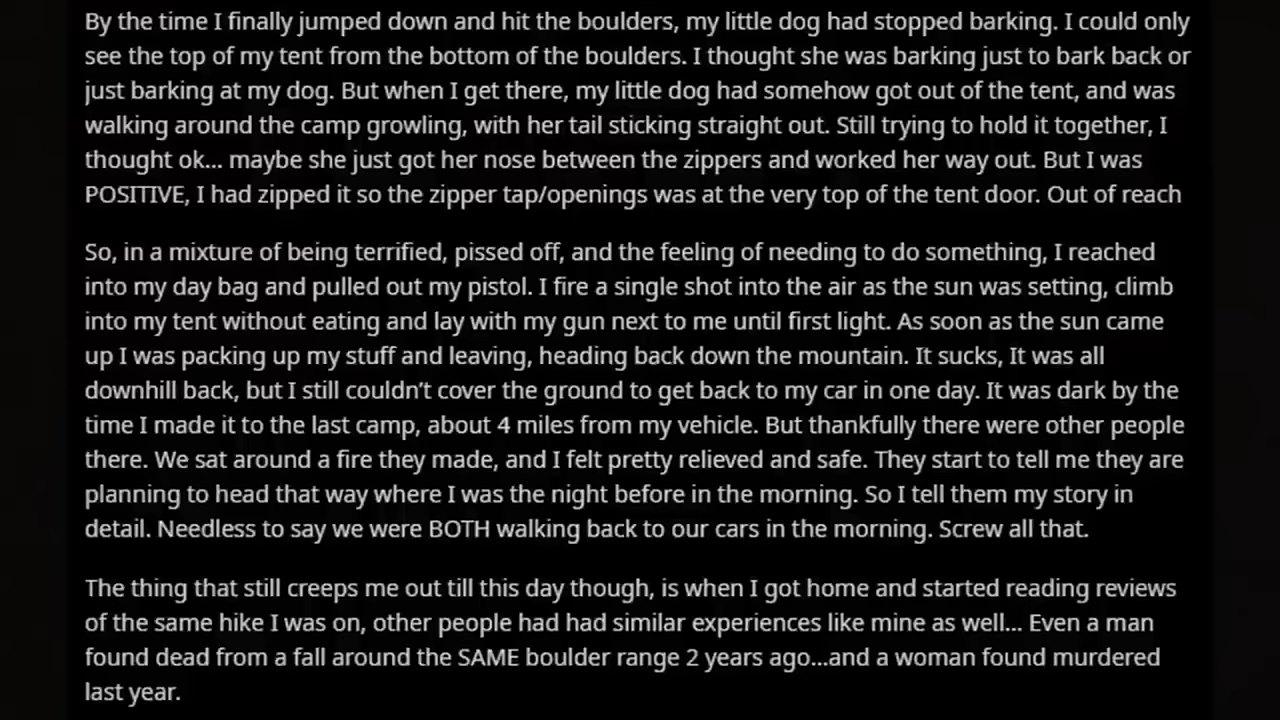 By the time I finally jumped down and hit the boulders, my little dog had stopped barking. I could only
see the top of my tent from the bottom of the boulders. I thought she was barking just to bark back or
just barking at my dog. But when I get there, my little dog had somehow got out of the tent, and was
walking around the camp growling, with her tail sticking straight out. Still trying to hold it together, I
thought ok... maybe she just got her nose between the zippers and worked her way out. But I was
POSITIVE, I had zipped it so the zipper tap/openings was at the very top of the tent door. Out of reach
So, in a mixture of being terrified, pissed off, and the feeling of needing to do something, I reached
into my day bag and pulled out my pistol. I fire a single shot into the air as the sun was setting, climb
into my tent without eating and lay with my gun next to me until first light. As soon as the sun came
up I was packing up my stuff and leaving, heading back down the mountain. It sucks, It was all
downhill back, but I still couldn't cover the ground to get back to my car in one day. It was dark by the
time I made it to the last camp, about 4 miles from my vehicle. But thankfully there were other people
there. We sat around a fire they made, and I felt pretty relieved and safe. They start to tell me they are
planning to head that way where I was the night before in the morning. So I tell them my story in
detail. Needless to say we were BOTH walking back to our cars in the morning. Screw all that.
The thing that still creeps me out till this day though, is when I got home and started reading reviews
of the same hike I was on, other people had had similar experiences like mine as well... Even a man
found dead from a fall around the SAME boulder range 2 years ago...and a woman found murdered
last year.